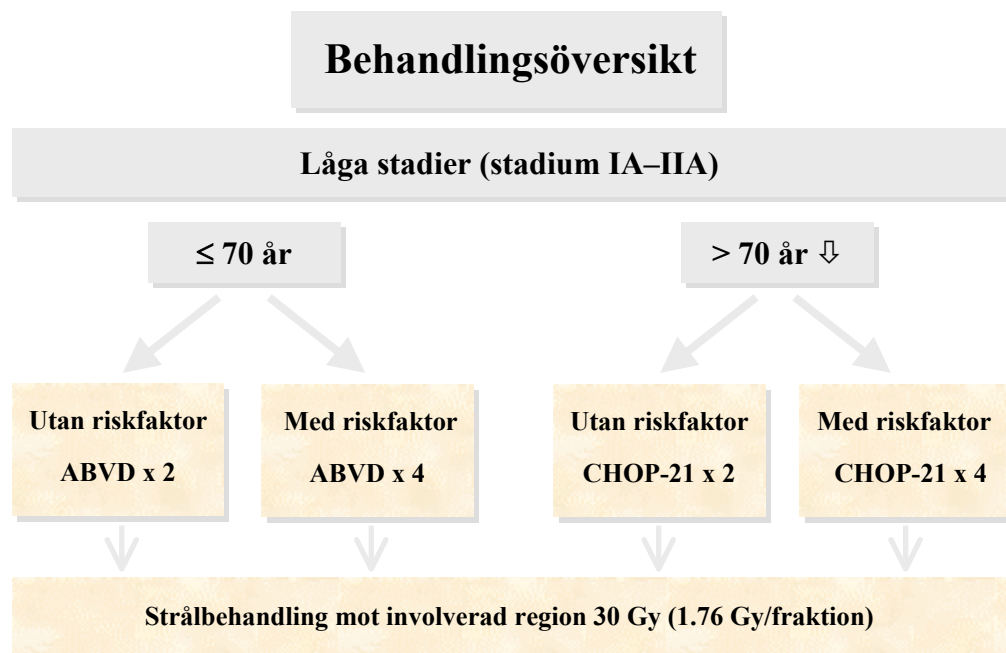 Behandlingsöversikt
Låga stadier (stadium IA–IIA)
≤ 70 år
> 70 år ⇩
Utan riskfaktor
ABVD x 2
Med riskfaktor
ABVD x 4
Utan riskfaktor
CHOP-21 x 2
Med riskfaktor
CHOP-21 x 4
Strålbehandling mot involverad region 30 Gy (1.76 Gy/fraktion)